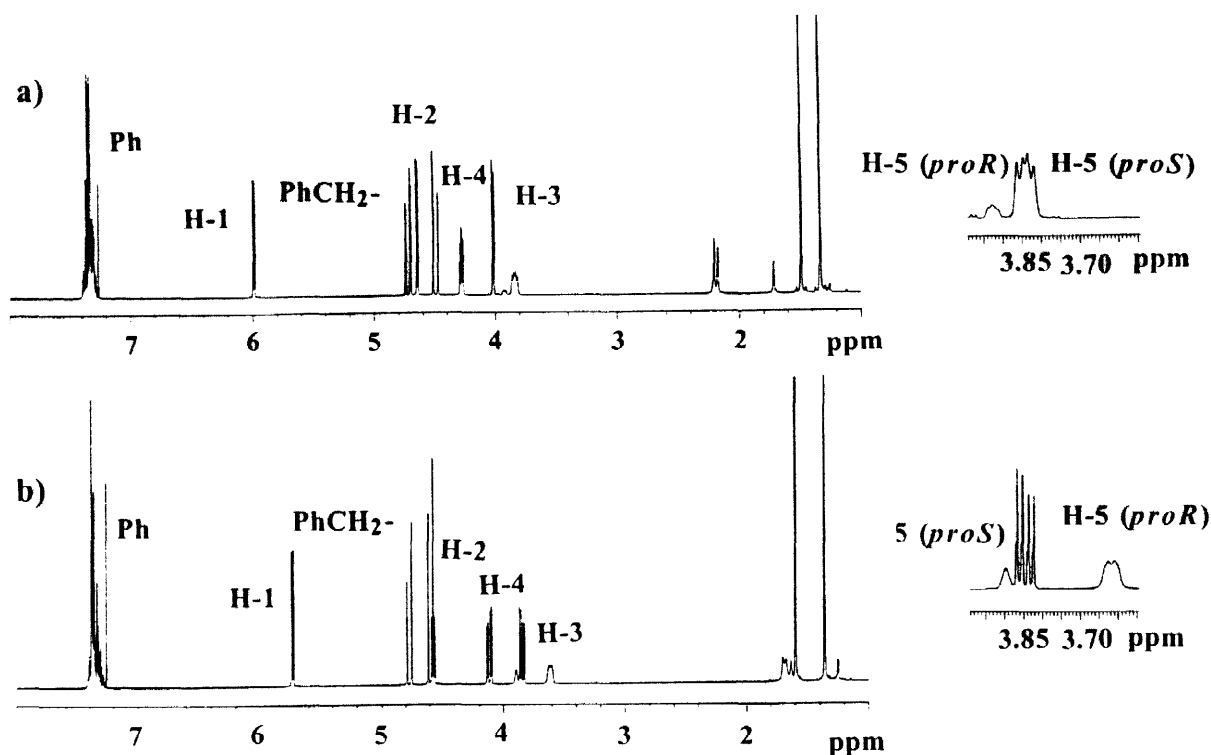 a)
Ph
H-1
PhCH2-
H-2
H-4
H-3
7 6 5 4 3 2 ppm
H-5 (proR) H-5 (proS)
3.85 3.70 ppm
b)
Ph
H-1
PhCH2-
H-2
H-4
H-3
7 6 5 4 3 2 ppm
5 (proS)
H-5 (proR)
3.85 3.70 ppm